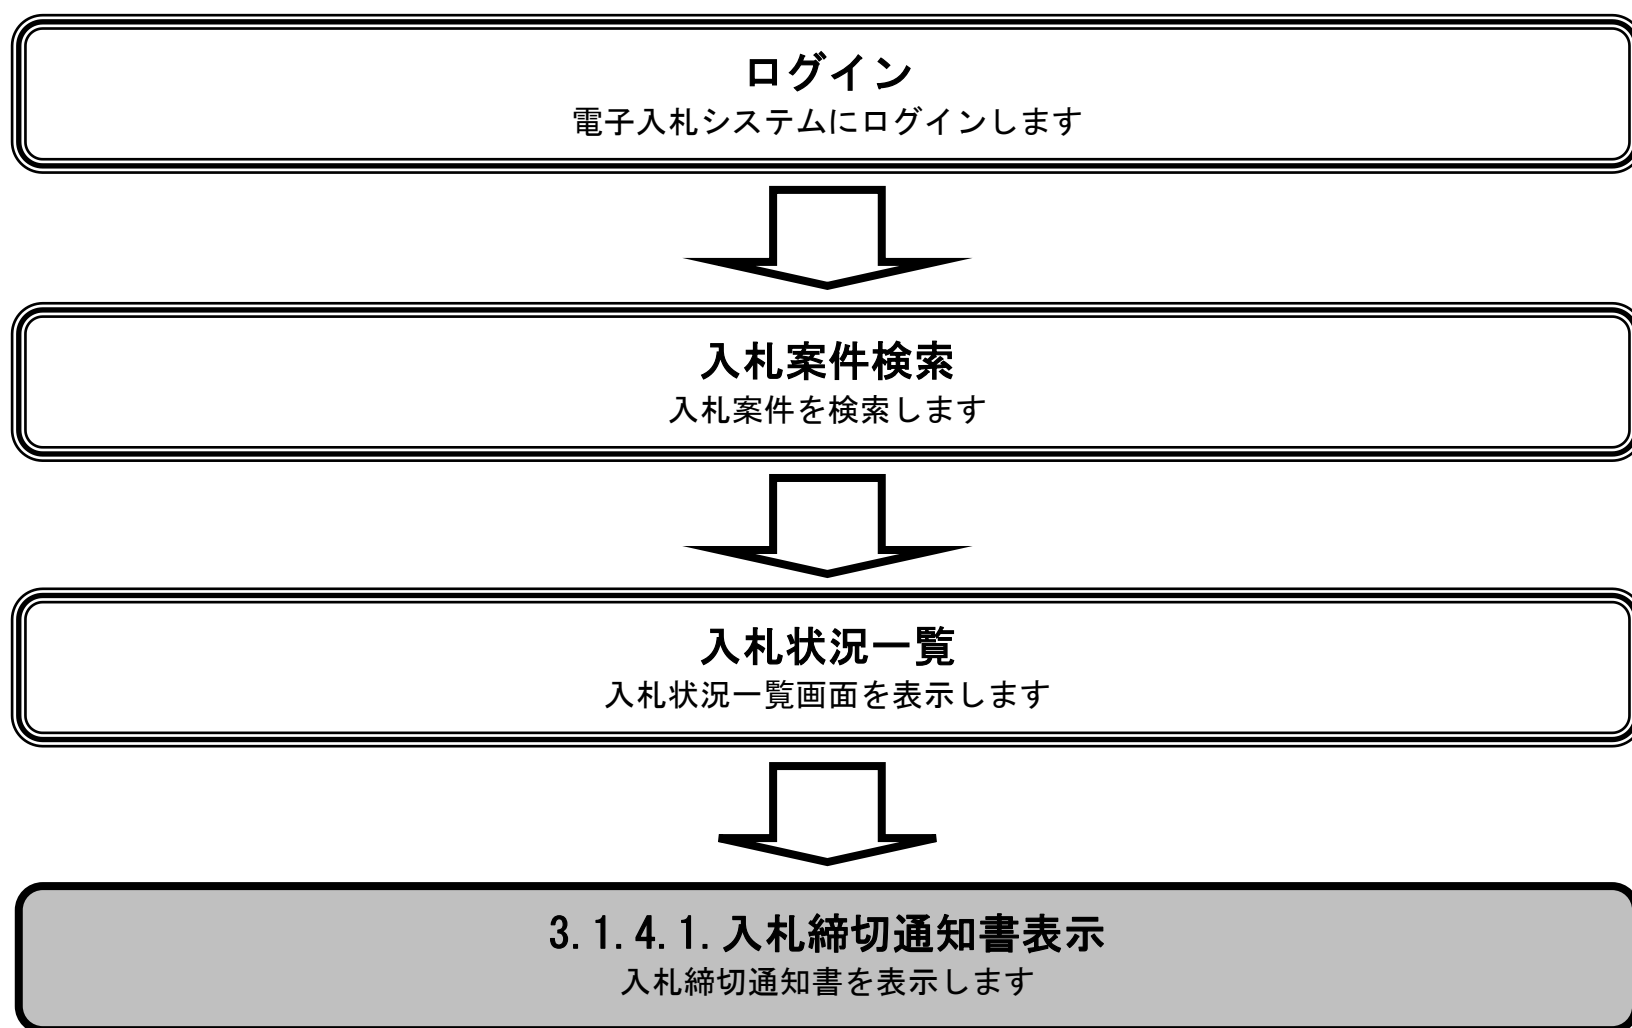 ログイン
電子入札システムにログインします
入札案件検索
入札案件を検索します
入札状況一覧
入札状況一覧画面を表示します
3.1.4.1.入札締切通知書表示
入札締切通知書を表示します